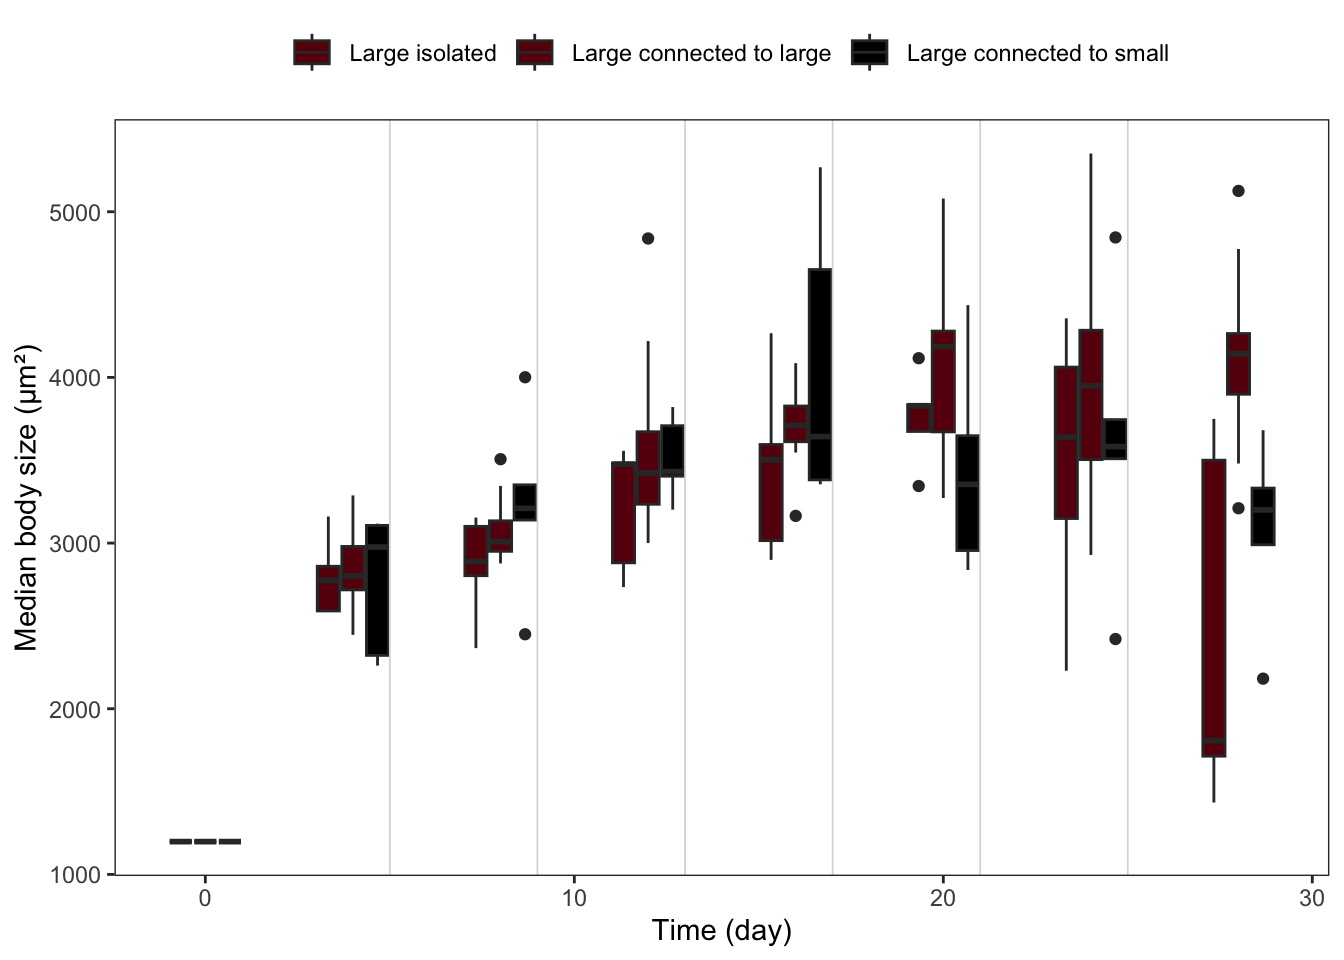 Large isolated Large connected to large Large connected to small
5000
4000
3000
2000
1000
Median body size (μm²)
0 10 20 30
Time (day)